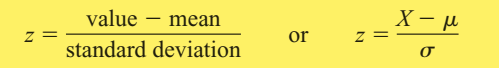 z = value − mean / standard deviation or z = X − μ / σ